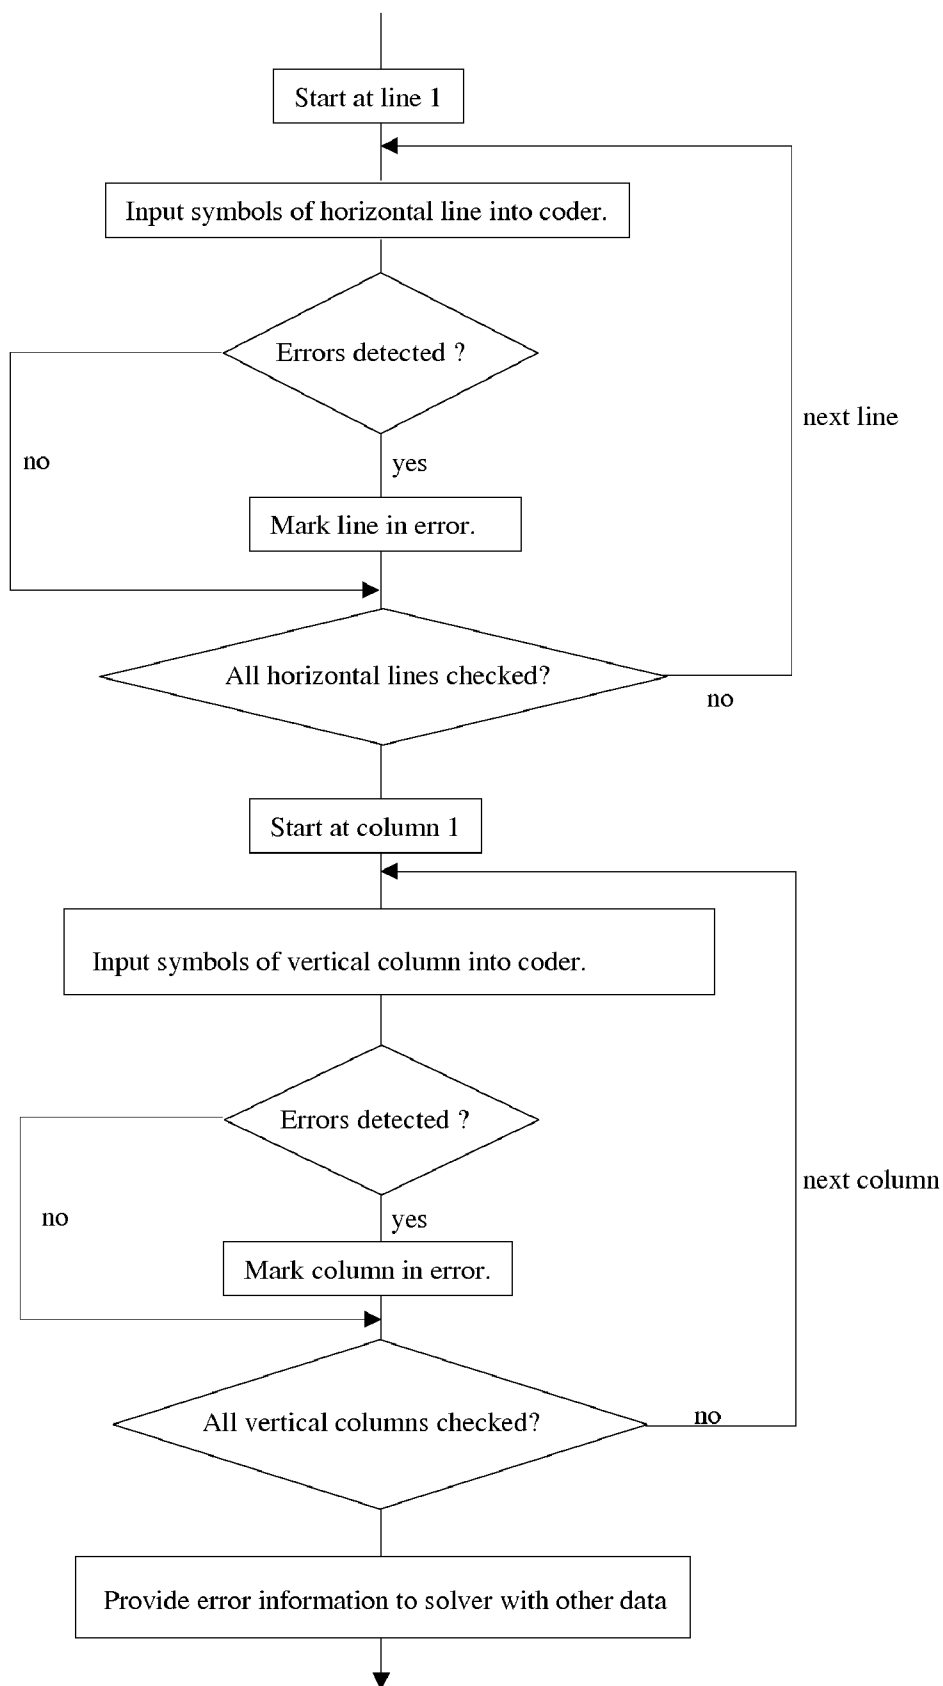 Start at line 1
Input symbols of horizontal line into coder.
Errors detected ?
next line
no
yes
Mark line in error.
All horizontal lines checked?
no
Start at column 1
Input symbols of vertical column into coder.
Errors detected ?
next column
no
yes
Mark column in error.
All vertical columns checked?
no
Provide error information to solver with other data